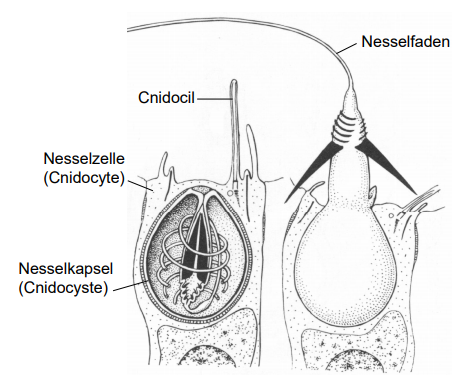 Nesselfaden
Cnidocil
Nesselzelle
(Cnidocyte)
Nesselkapsel
(Cnidocyste)